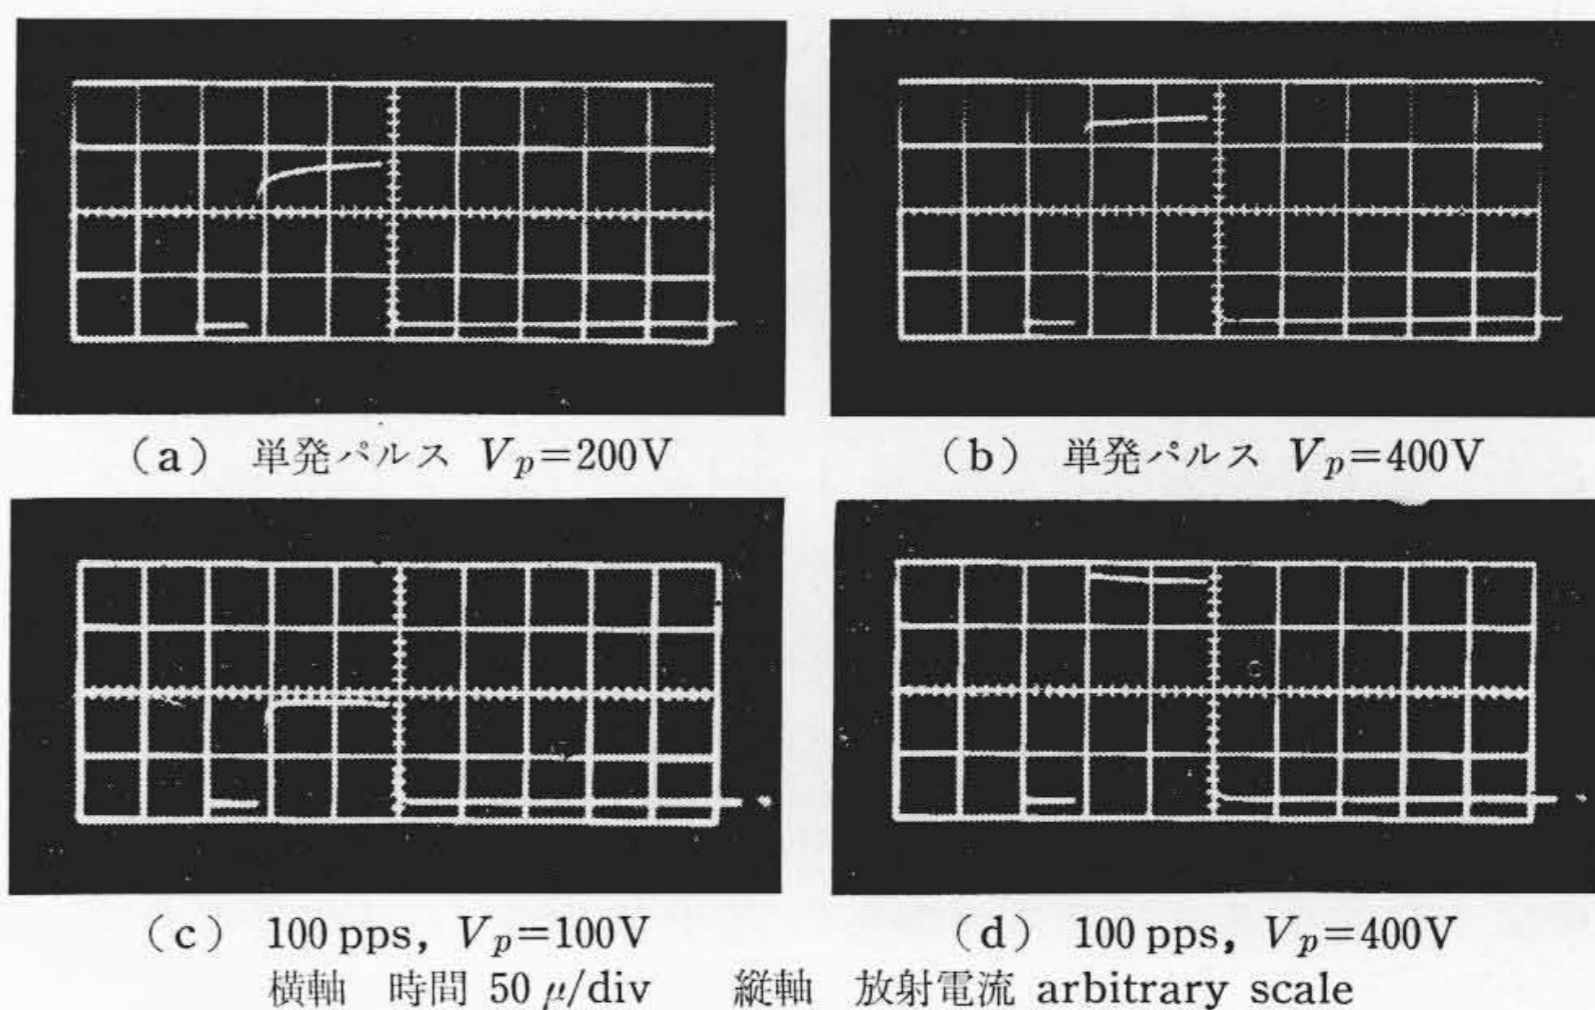 (a) 単発パルス Vp=200V
(b) 単発パルス Vp=400V
(c) 100 pps, Vp=100V
(d) 100 pps, Vp=400V
横軸 時間 50 μ/div 縦軸 放射電流 arbitrary scale